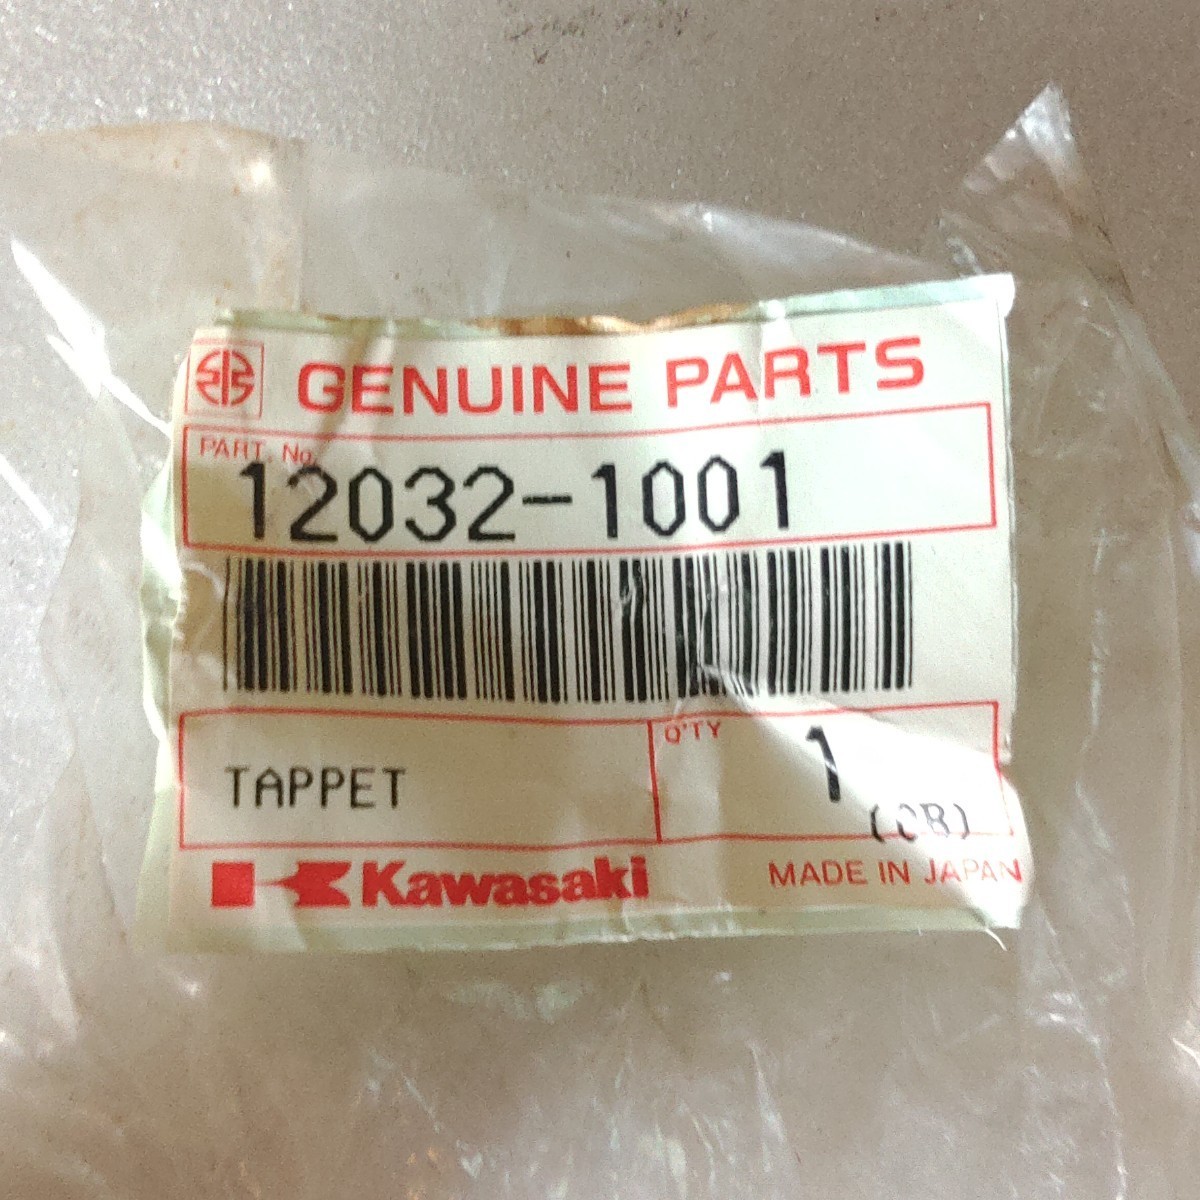 GENUINE PARTS
PART. No.
12032-1001
TAPPET
Q'TY
1
Kawasaki
MADE IN JAPAN